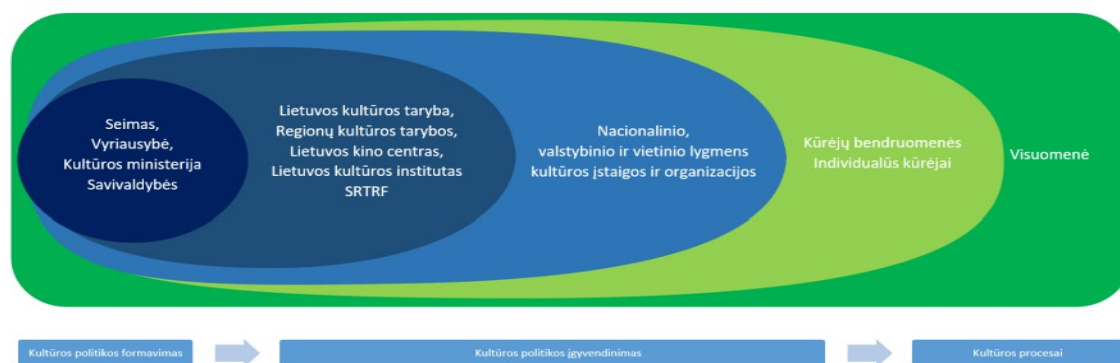 Seimas,
Vyriausybė,
Kultūros ministerija
Savivaldybės
Lietuvos kultūros taryba,
Regionų kultūros tarybos,
Lietuvos kino centras,
Lietuvos kultūros institutas
SRTRF
Nacionalinio,
valstybinio ir vietinio lygmens
kultūros įstaigos ir organizacijos
Kūrėjų bendruomenės
Individualūs kūrėjai
Visuomenė
Kultūros politikos formavimas
Kultūros politikos įgyvendinimas
Kultūros procesai